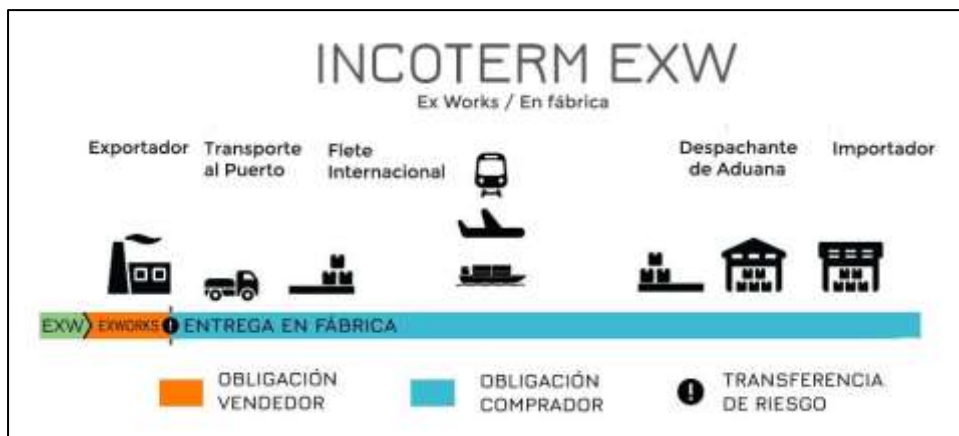 INCOTERM EXW
Ex Works / En fábrica
Exportador
Transporte
al Puerto
Flete
Internacional
Despachante
de Aduana
Importador
EXW
EXWORKS
ENTREGA EN FÁBRICA
OBLIGACIÓN
VENDEDOR
OBLIGACIÓN
COMPRADOR
TRANSFERENCIA
DE RIESGO